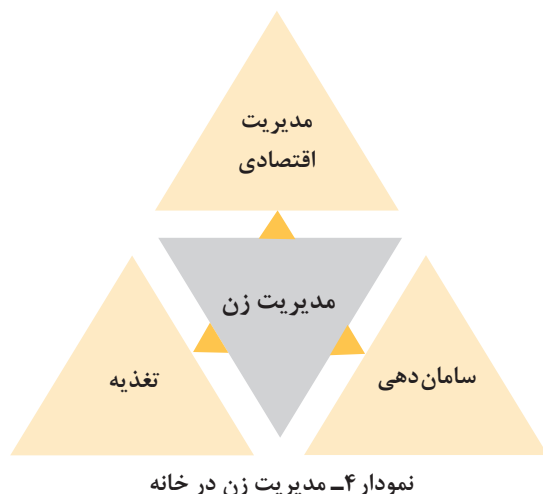 مدیریت
اقتصادی
مدیریت زن
سامان‌دهی
تغذیه
نمودار ۴ـ مدیریت زن در خانه